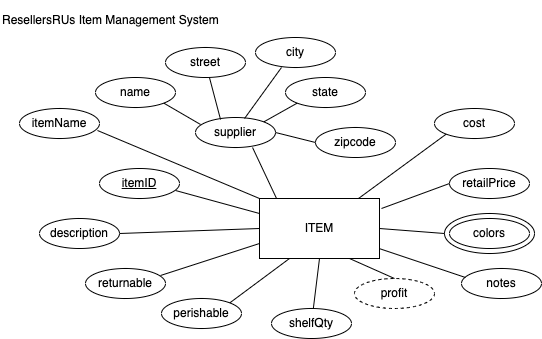 ResellersRUs Item Management System
city
street
name
state
itemName
supplier
cost
zipcode
itemID
retailPrice
ITEM
description
colors
returnable
profit
notes
perishable
shelfQty